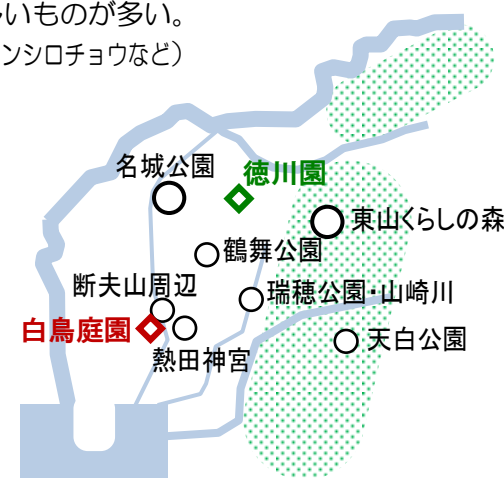 いものが多い。
ンシロチョウなど）
名城公園
徳川園
東山くらしの森
鶴舞公園
断夫山周辺
瑞穂公園・山崎川
白鳥庭園
天白公園
熱田神宮